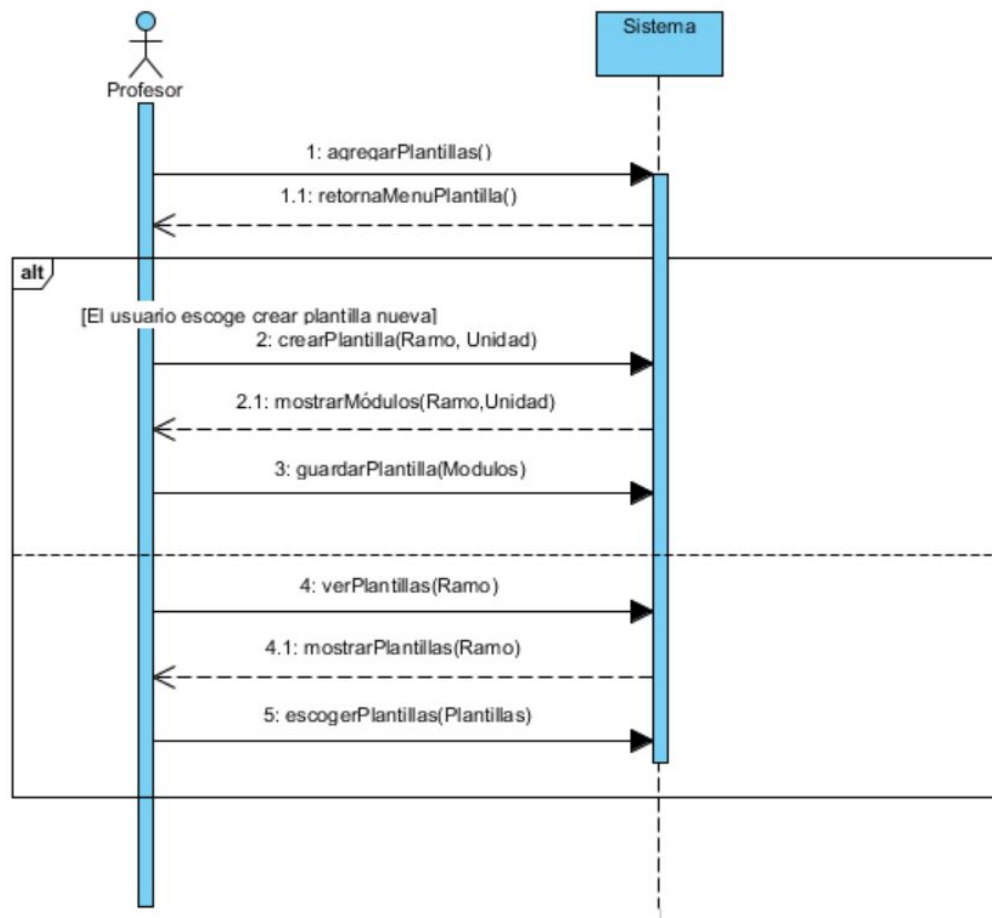 Sistema
Profesor
1: agregarPlantillas()
1.1: retornaMenuPlantilla()
alt
[El usuario escoge crear plantilla nueva]
2: crearPlantilla(Ramo, Unidad)
2.1: mostrarMódulos(Ramo,Unidad)
3: guardarPlantilla(Modulos)
4: verPlantillas(Ramo)
4.1: mostrarPlantillas(Ramo)
5: escogerPlantillas(Plantillas)